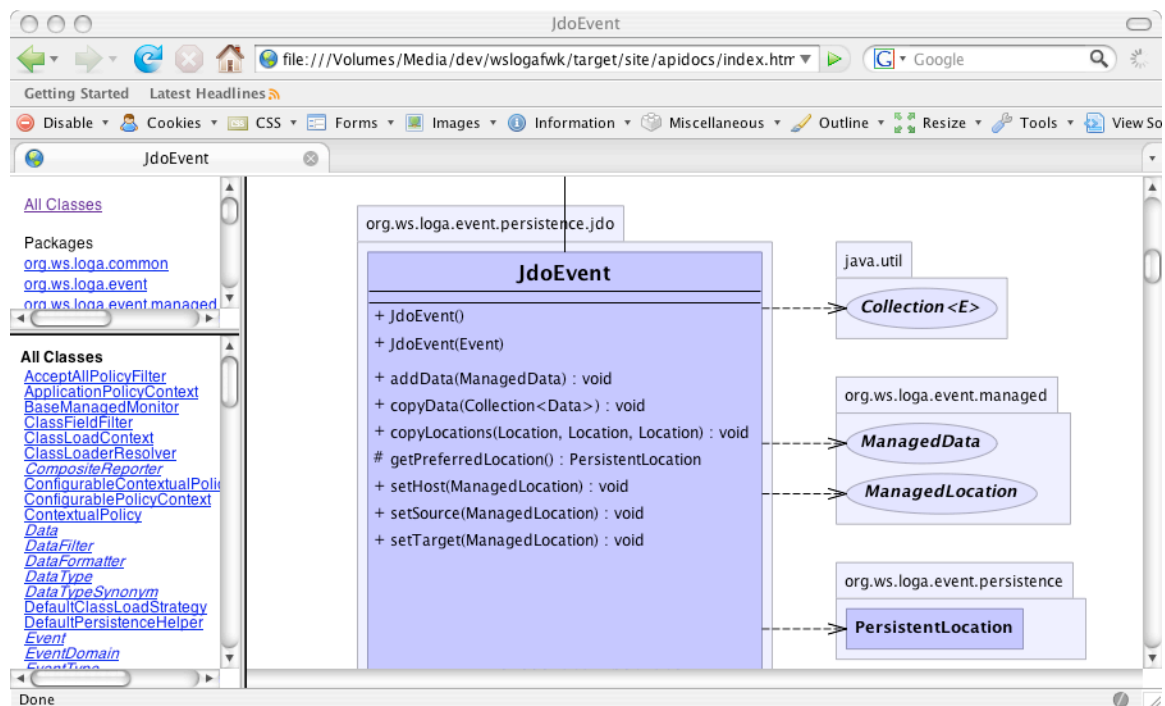 JdoEvent
file:///Volumes/Media/dev/wslogafwk/target/site/apidocs/index.htm
G Google
Getting Started Latest Headlines
Disable Cookies CSS Forms Images Information Miscellaneous Outline Resize Tools View So
JdoEvent
All Classes
Packages
org.ws.loga.common
org.ws.loga.event
org.ws.loga.event.managed
All Classes
AcceptAllPolicyFilter
ApplicationPolicyContext
BaseManagedMonitor
ClassFieldFilter
ClassLoadContext
ClassLoaderResolver
CompositeReporter
ConfigurableContextualPoli
ConfigurablePolicyContext
ContextualPolicy
Data
DataFilter
DataFormatter
DataType
DataTypeSynonym
DefaultClassLoadStrategy
DefaultPersistenceHelper
Event
EventDomain
EventType
org.ws.loga.event.persistence.jdo
JdoEvent
+ JdoEvent()
+ JdoEvent(Event)
+ addData(ManagedData) : void
+ copyData(Collection<Data>) : void
+ copyLocations(Location, Location, Location) : void
# getPreferredLocation() : PersistentLocation
+ setHost(ManagedLocation) : void
+ setSource(ManagedLocation) : void
+ setTarget(ManagedLocation) : void
java.util
Collection<E>
org.ws.loga.event.managed
ManagedData
ManagedLocation
org.ws.loga.event.persistence
PersistentLocation
Done